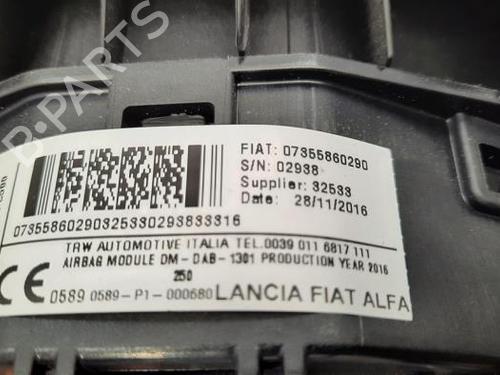 B-PARTS
FIAT: 07355860290
S/N: 02938
Supplier: 32533
Date: 28/11/2016
07355860290325330293833316
TRW AUTOMOTIVE ITALIA TEL.0039 011 6817 111
AIRBAG MODULE DM-DAB-1301 PRODUCTION YEAR 2016
250
CE 0589 0589-P1-000680 LANCIA FIAT ALFA